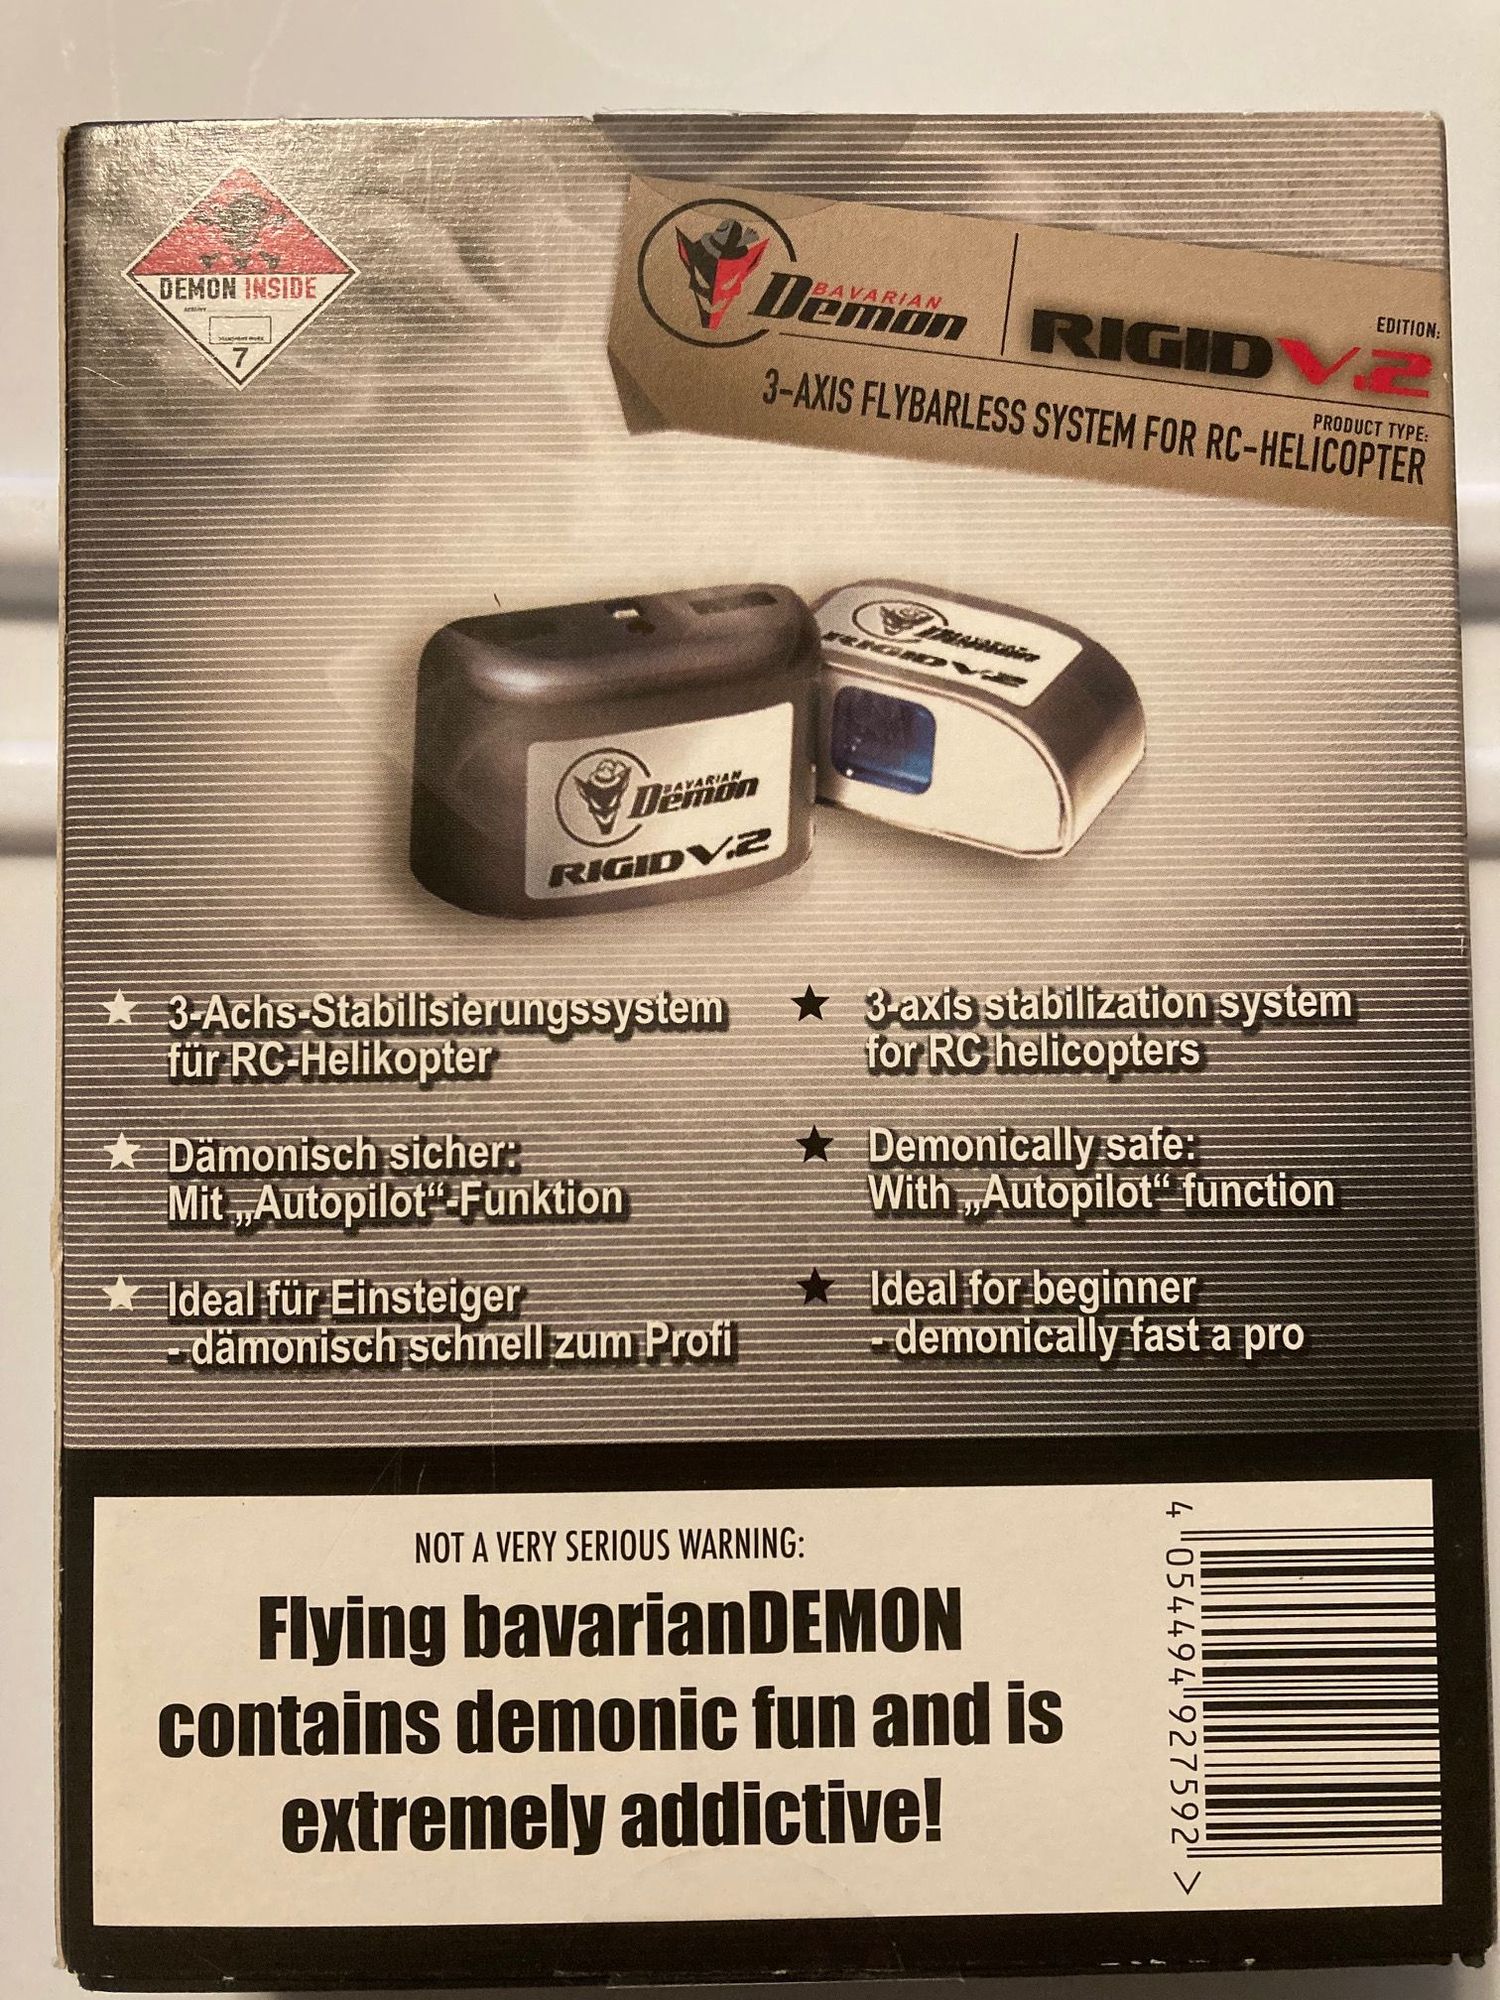 DEMON INSIDE
7
BAVARIAN
Demon
EDITION:
RIGID V.2
PRODUCT TYPE:
3-AXIS FLYBARLESS SYSTEM FOR RC-HELICOPTER
BAVARIAN
Demon
RIGID V.2
Demon
RIGID V.2
★ 3-Achs-Stabilisierungssystem
für RC-Helikopter
★ Dämonisch sicher:
Mit „Autopilot“-Funktion
★ Ideal für Einsteiger
- dämonisch schnell zum Profi
★ 3-axis stabilization system
for RC helicopters
★ Demonically safe:
With „Autopilot“ function
★ Ideal for beginner
- demonically fast a pro
NOT A VERY SERIOUS WARNING:
Flying bavarianDEMON
contains demonic fun and is
extremely addictive!
4 054494 927592 >